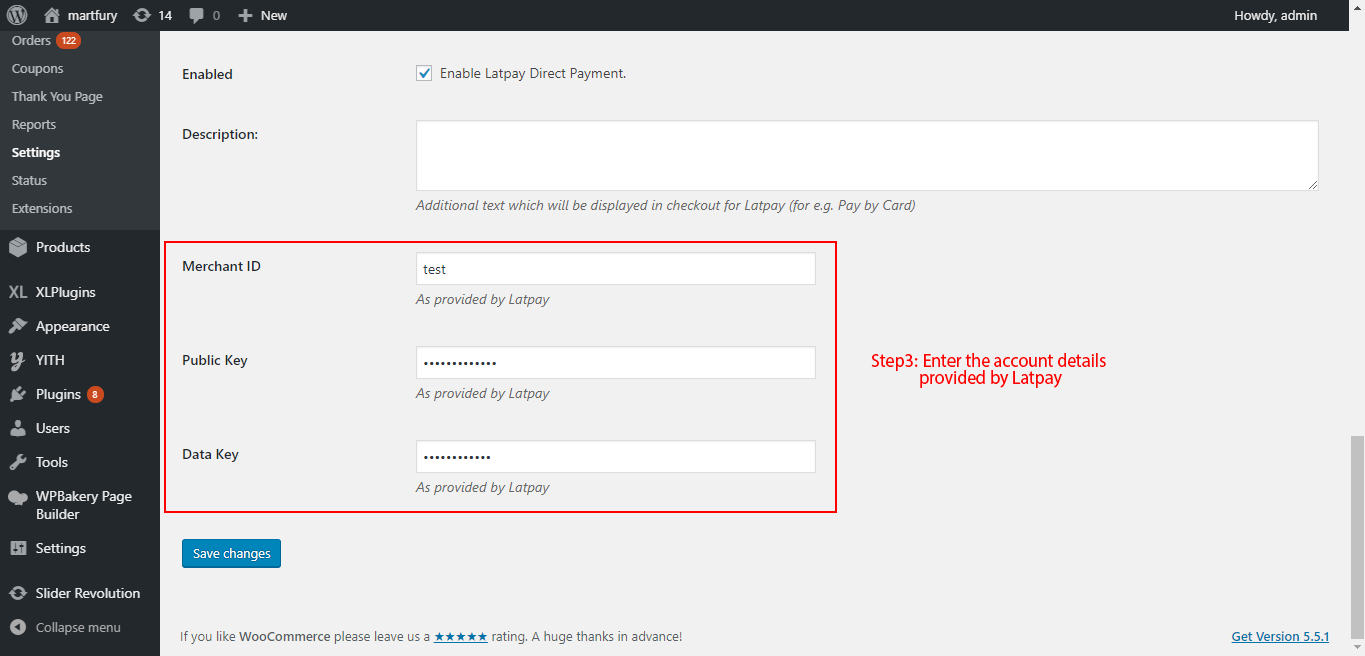 martfury 14 0 New Howdy, admin
Orders 122
Coupons
Thank You Page
Reports
Settings
Status
Extensions
Products
XL XLPlugins
Appearance
YITH
Plugins 8
Users
Tools
WPBakery Page
Builder
Settings
Slider Revolution
Collapse menu
Enabled
Enable Latpay Direct Payment.
Description:
Additional text which will be displayed in checkout for Latpay (for e.g. Pay by Card)
Merchant ID
test
As provided by Latpay
Public Key
•••••••••••••
As provided by Latpay
Data Key
••••••••••••
As provided by Latpay
Step3: Enter the account details
provided by Latpay
Save changes
If you like WooCommerce please leave us a ★★★★★ rating. A huge thanks in advance!
Get Version 5.5.1